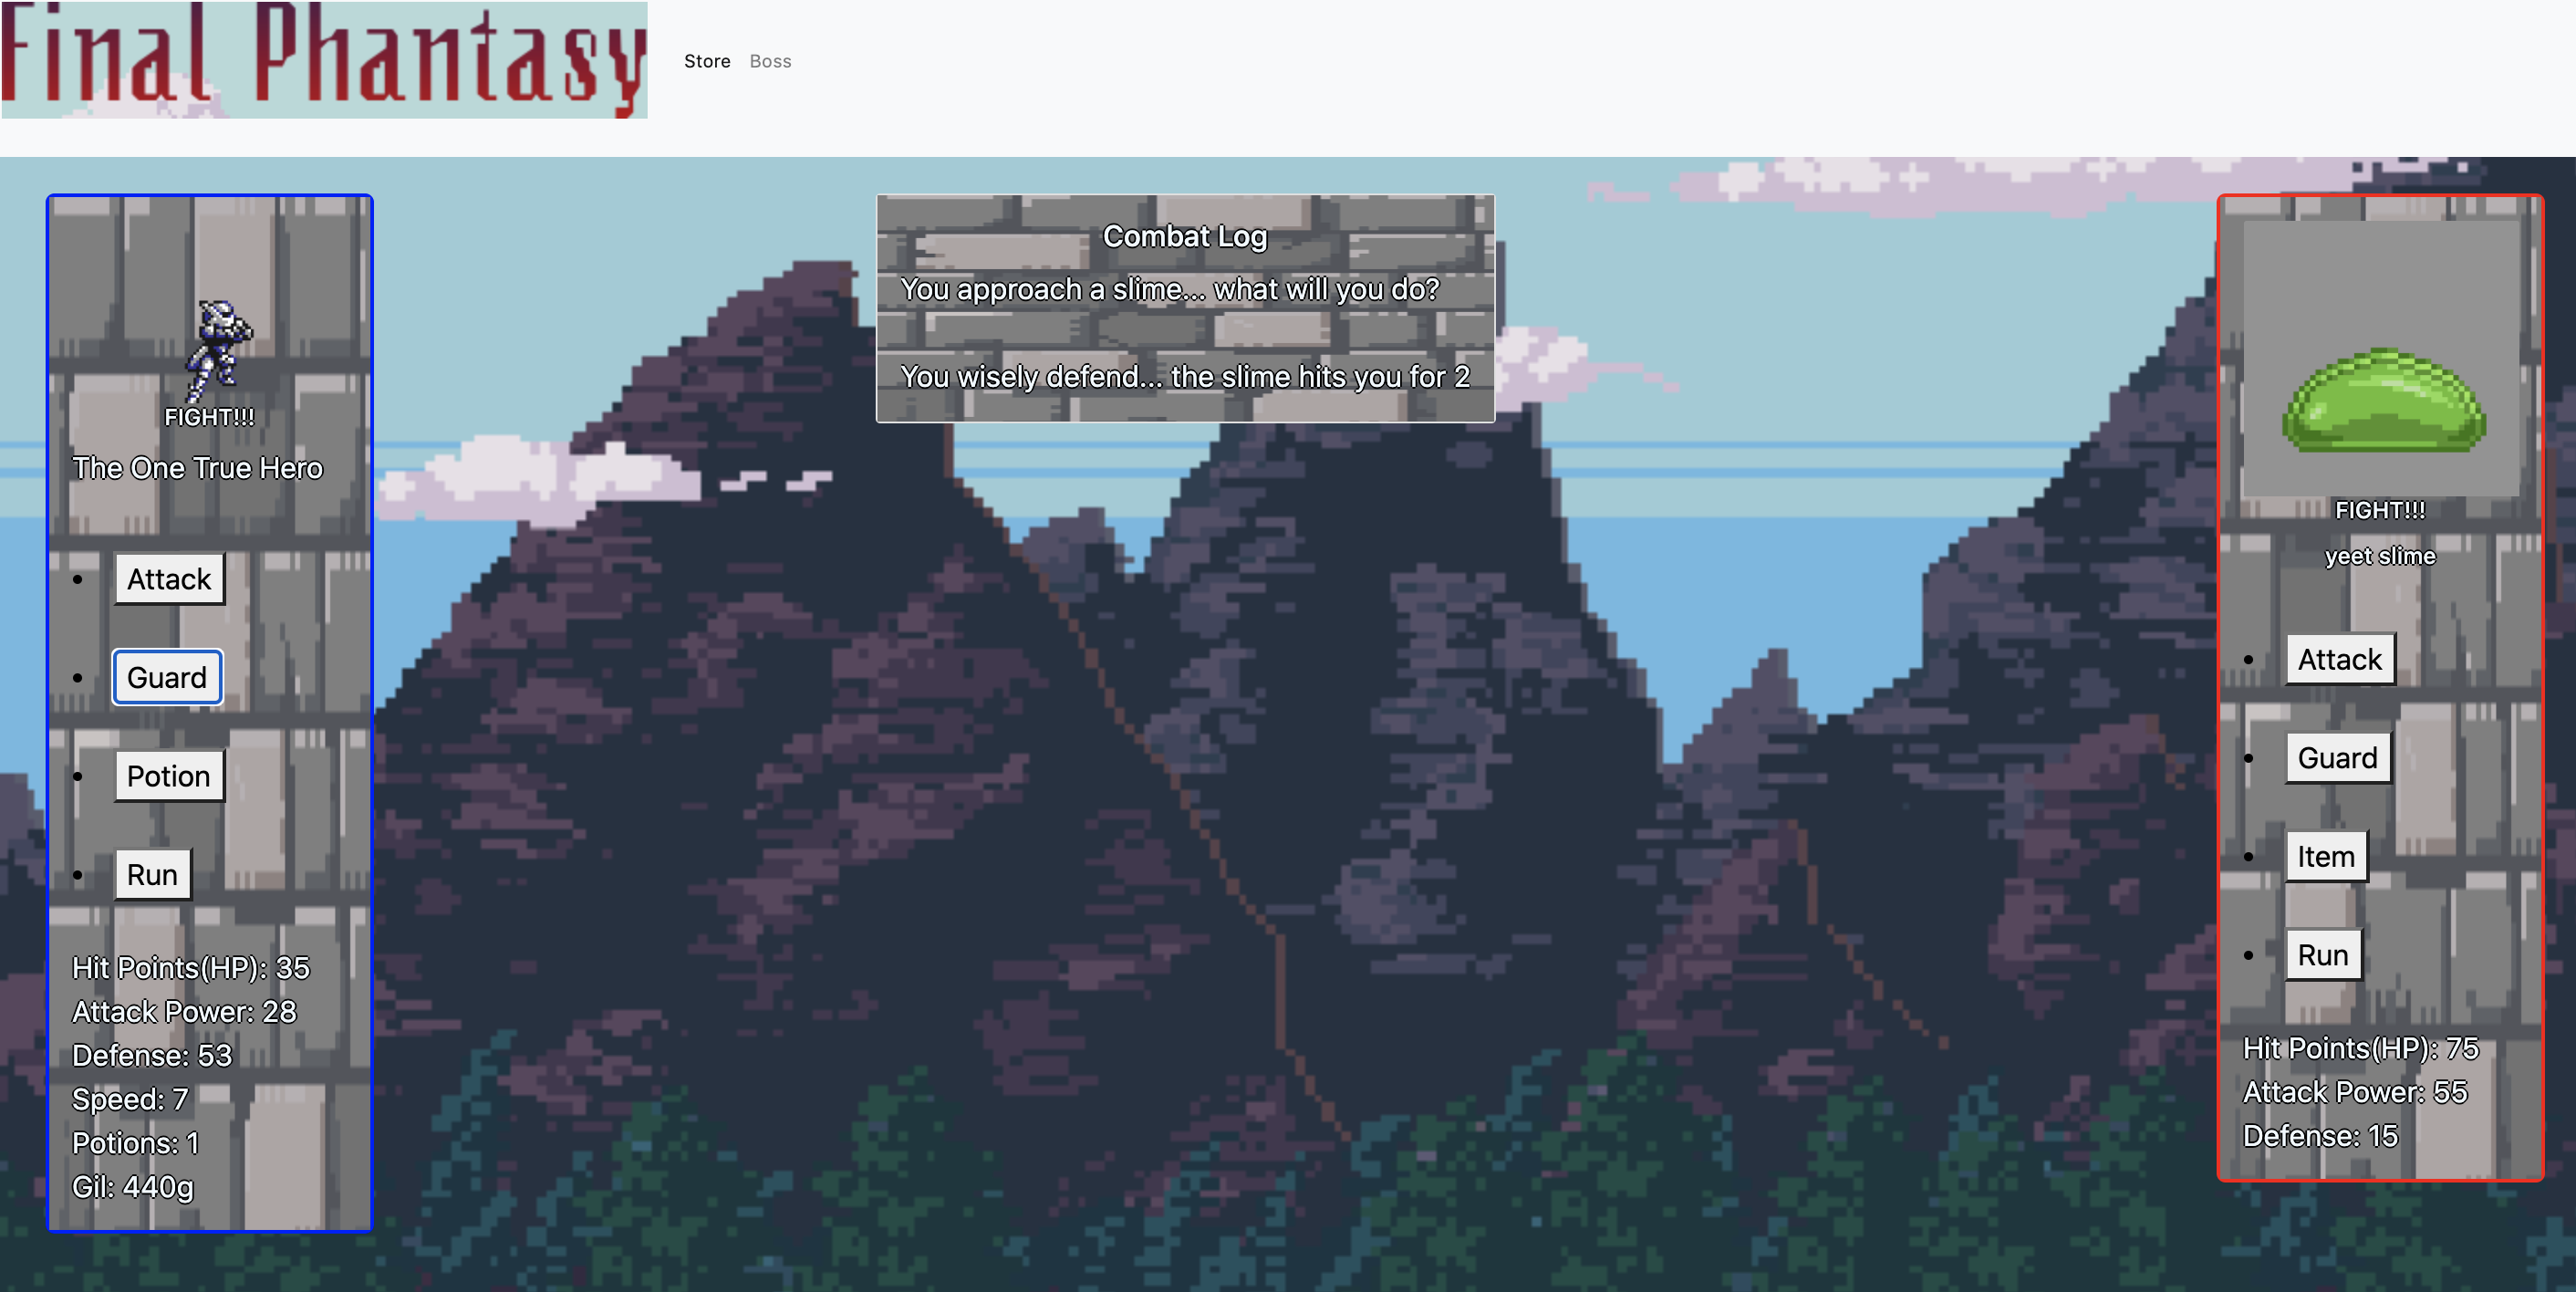 Final Phantasy
Store Boss
FIGHT!!!
The One True Hero
Attack
Guard
Potion
Run
Hit Points(HP): 35
Attack Power: 28
Defense: 53
Speed: 7
Potions: 1
Gil: 440g
Combat Log
You approach a slime... what will you do?
You wisely defend... the slime hits you for 2
FIGHT!!!
yeet slime
Attack
Guard
Item
Run
Hit Points(HP): 75
Attack Power: 55
Defense: 15